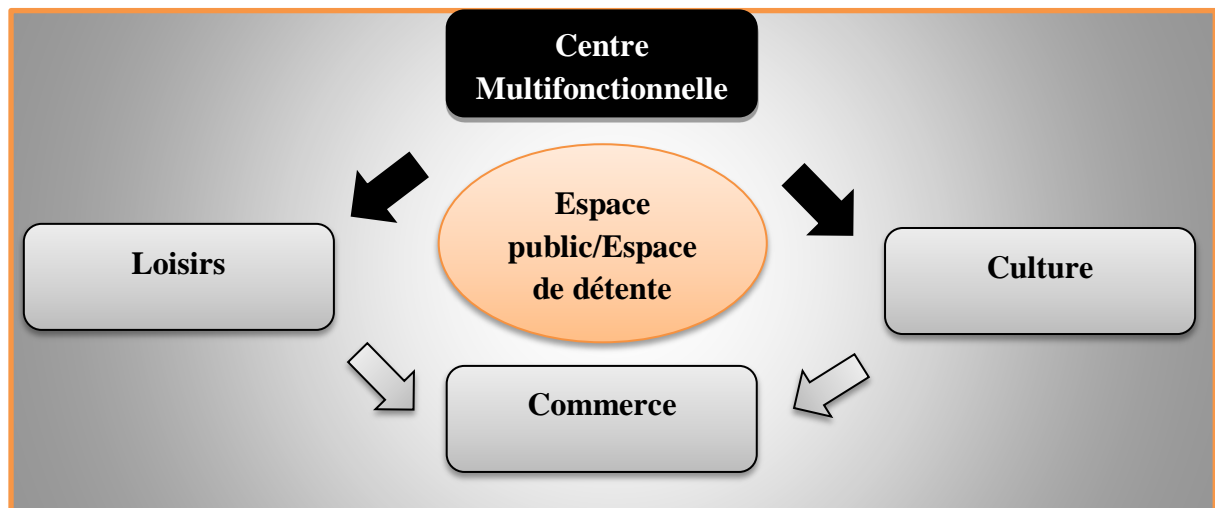 Centre
Multifonctionnelle
Espace
public/Espace
de détente
Loisirs
Culture
Commerce